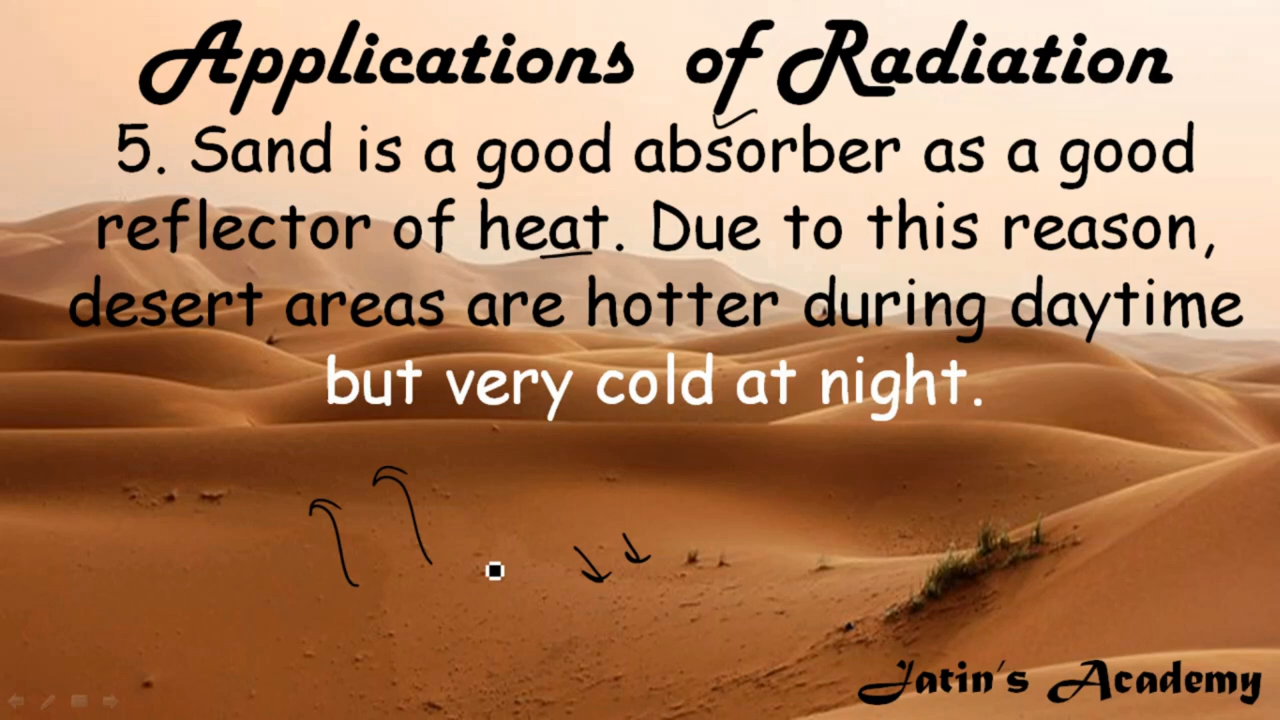 Applications of Radiation
5. Sand is a good absorber as a good
reflector of heat. Due to this reason,
desert areas are hotter during daytime
but very cold at night.
Jatin's Academy